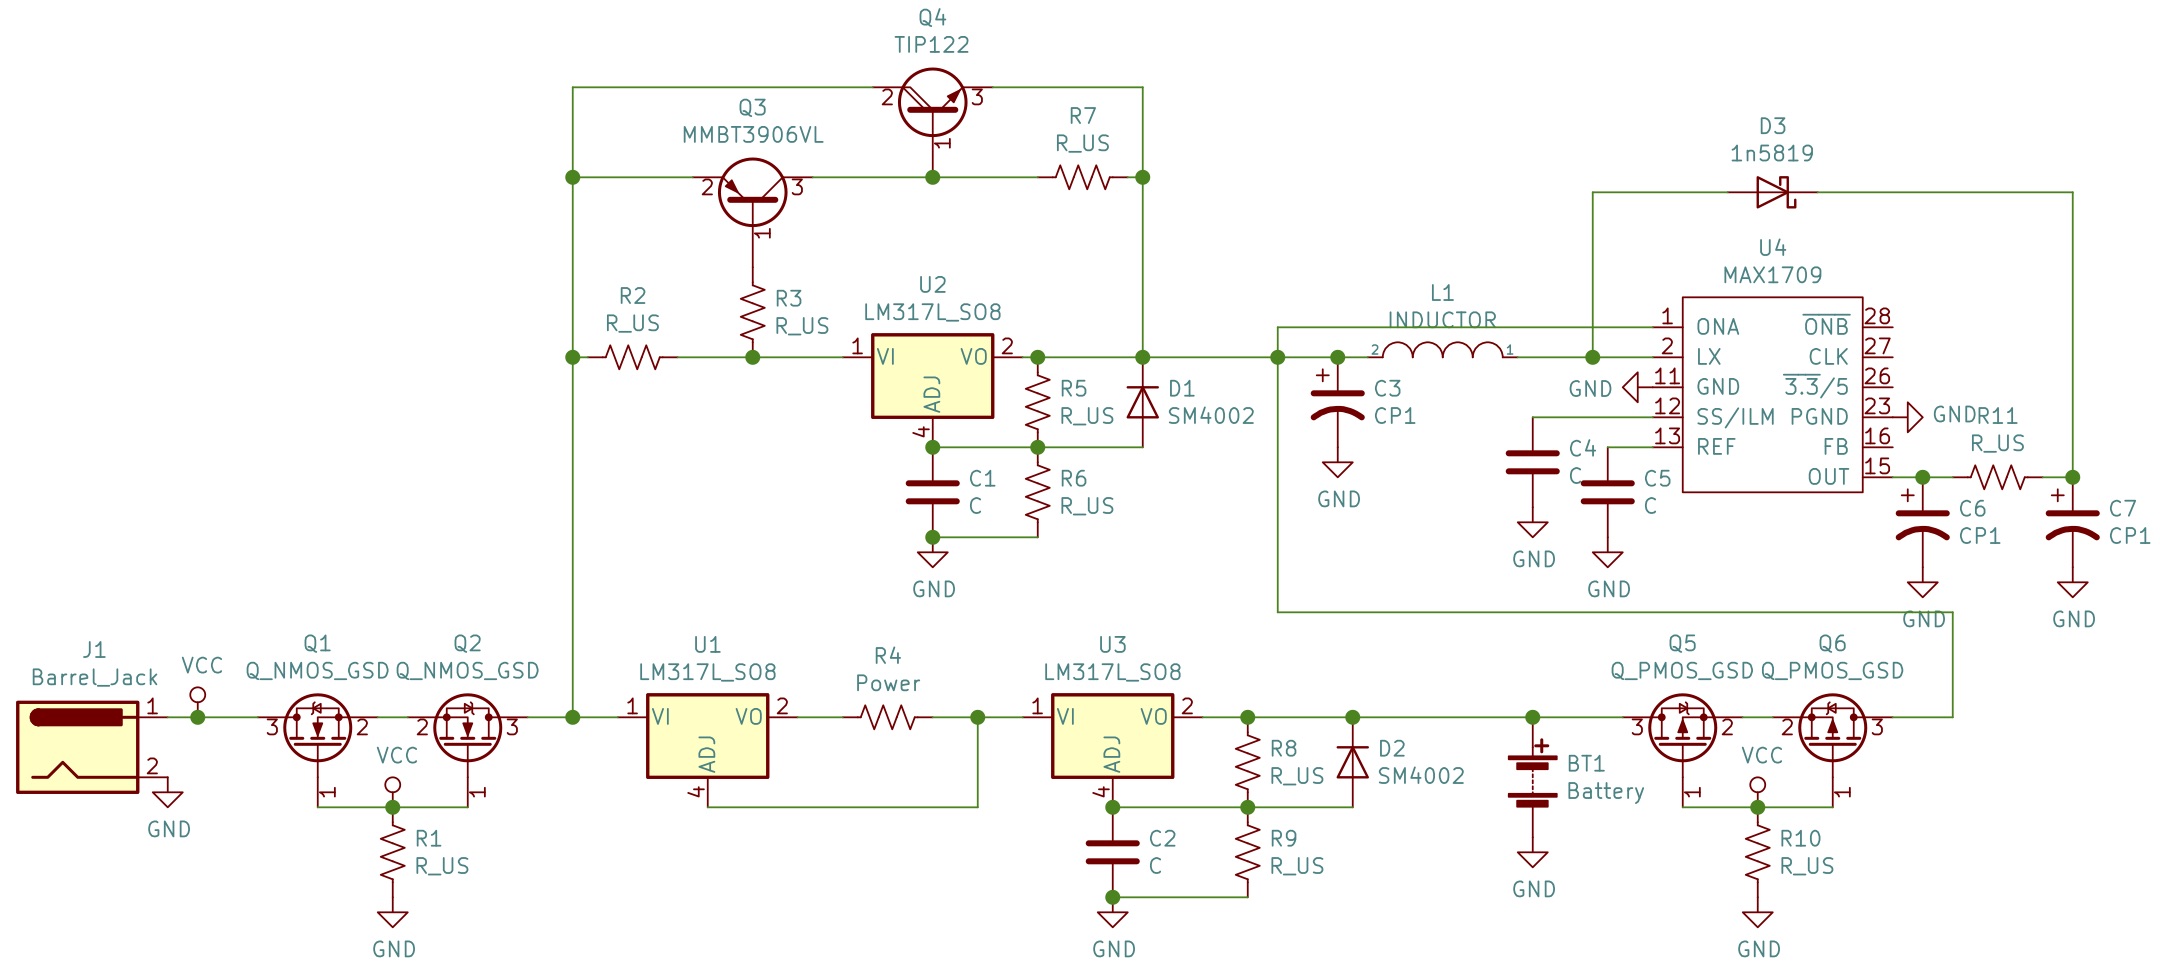 Q4
TIP122
2
3
1
Q3
MMBT3906VL
2
3
1
R7
R_US
D3
1n5819
R2
R_US
R3
R_US
U2
LM317L_SO8
1
VI
VO
2
ADJ
4
R5
R_US
D1
SM4002
C1
C
R6
R_US
GND
L1
INDUCTOR
2
1
+
C3
CP1
GND
U4
MAX1709
1
ONA
ONB
28
2
LX
CLK
27
GND
11
GND
3.3/5
26
12
SS/ILM
PGND
23
GND
13
REF
FB
16
OUT
15
R11
R_US
C4
C
GND
C5
C
GND
+
C6
CP1
GND
+
C7
CP1
GND
J1
Barrel_Jack
1
2
GND
VCC
Q1
Q_NMOS_GSD
3
2
1
Q2
Q_NMOS_GSD
2
3
1
VCC
R1
R_US
GND
U1
LM317L_SO8
1
VI
VO
2
ADJ
4
R4
Power
U3
LM317L_SO8
1
VI
VO
2
ADJ
4
R8
R_US
D2
SM4002
C2
C
R9
R_US
GND
+
BT1
Battery
GND
Q5
Q_PMOS_GSD
3
2
1
Q6
Q_PMOS_GSD
2
3
1
VCC
R10
R_US
GND